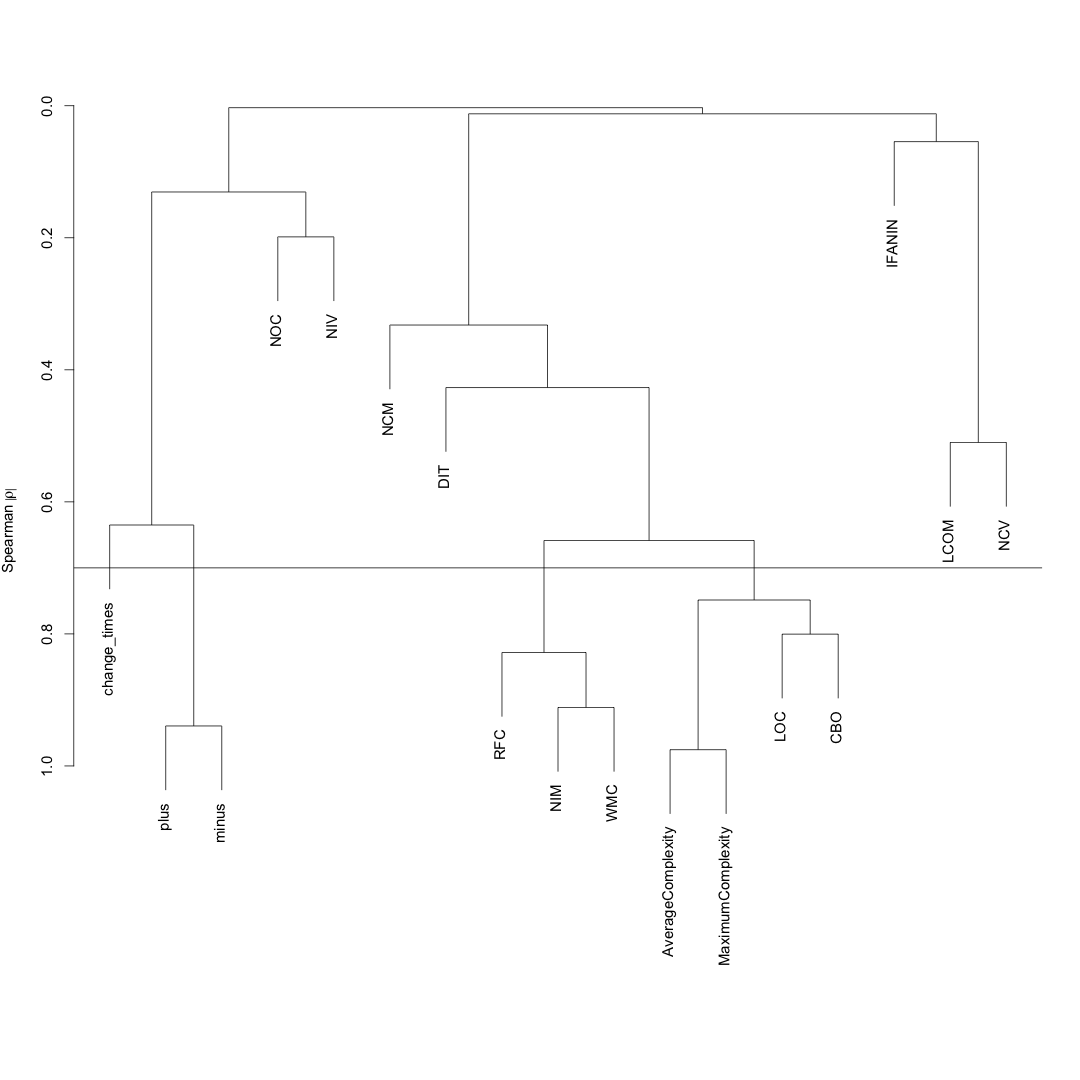 Spearman |ρ|
0.0
0.2
0.4
0.6
0.8
1.0
change_times
plus
minus
NOC
NIV
NCM
DIT
RFC
NIM
WMC
AverageComplexity
MaximumComplexity
LOC
CBO
IFANIN
LCOM
NCV